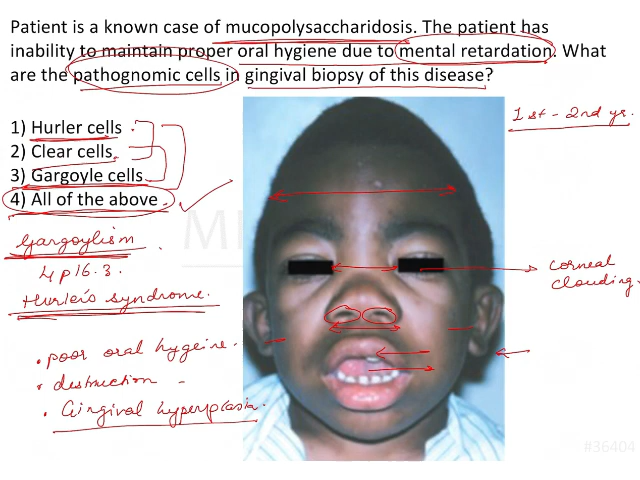 Patient is a known case of mucopolysaccharidosis. The patient has
inability to maintain proper oral hygiene due to mental retardation. What
are the pathognomic cells in gingival biopsy of this disease?
1st - 2nd yr.
1) Hurler cells
2) Clear cells
3) Gargoyle cells
4) All of the above
Gargoylism
4p16.3.
Hurler's syndrome.
corneal
clouding.
• poor oral hygeine.
• destruction -
• Gingival hyperplasia.
#36404